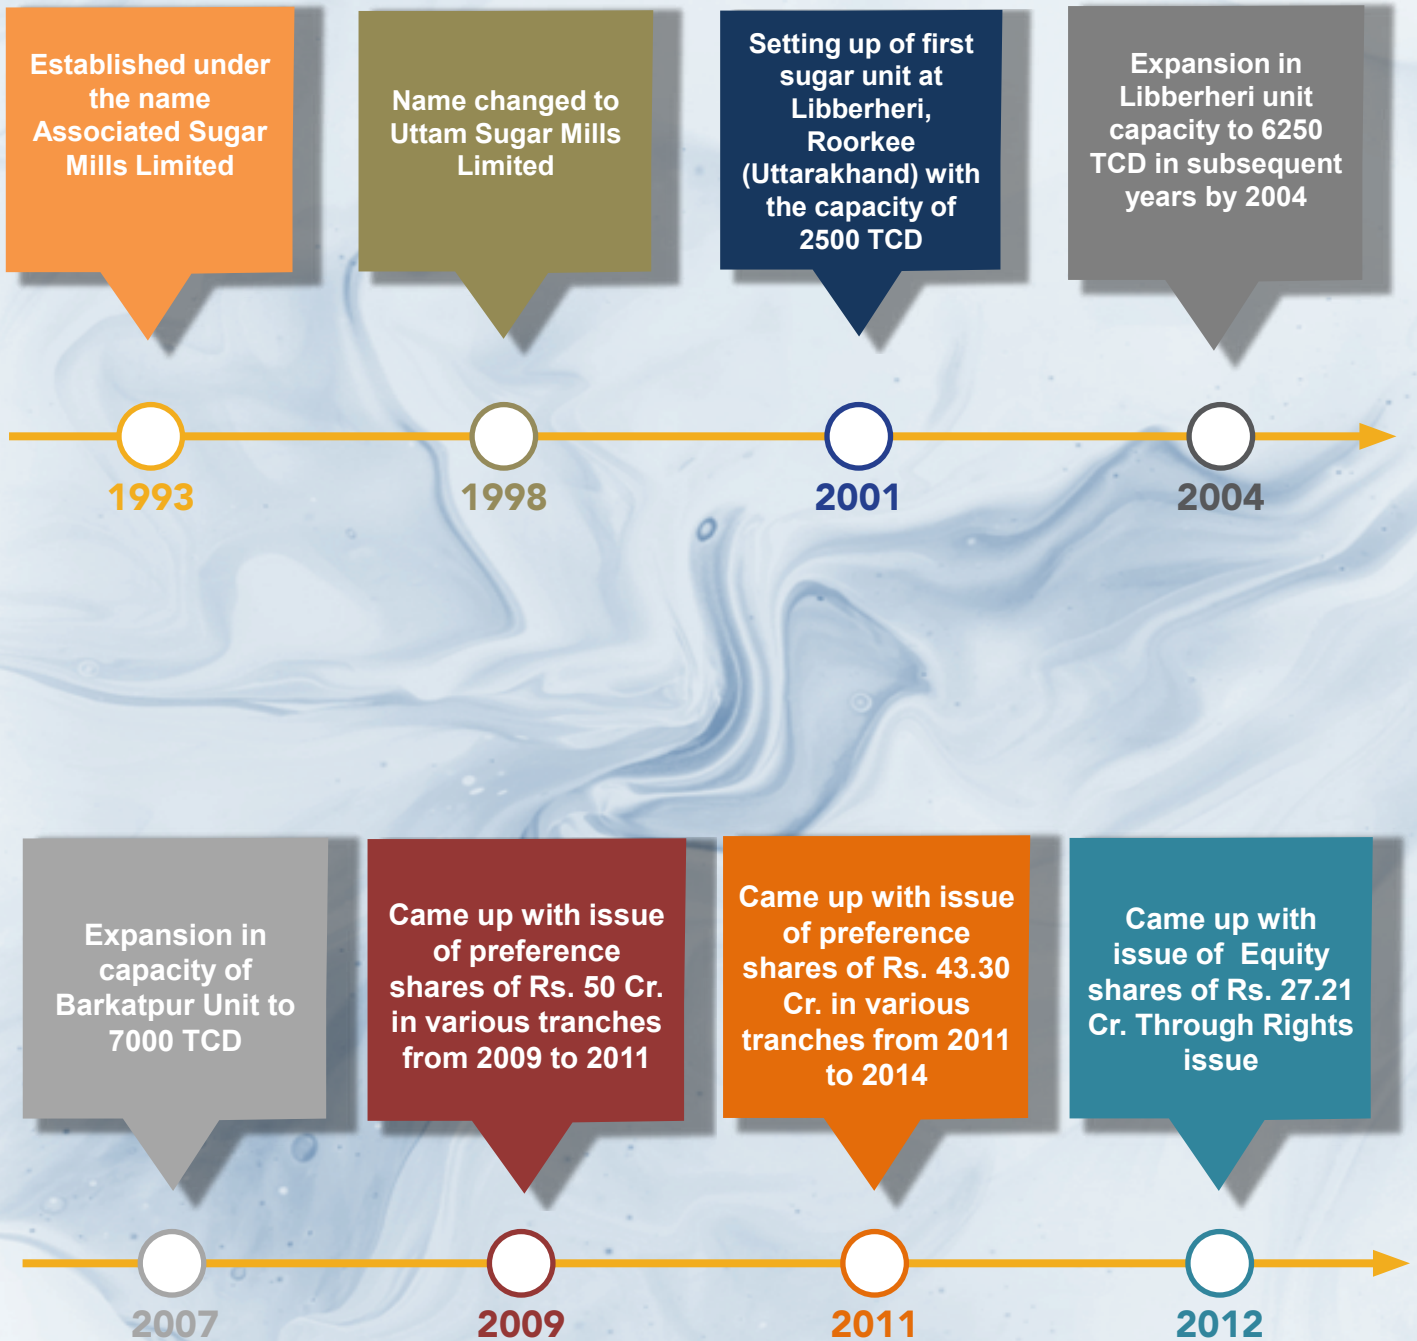 Established under
the name
Associated Sugar
Mills Limited
Name changed to
Uttam Sugar Mills
Limited
Setting up of first
sugar unit at
Libberheri,
Roorkee
(Uttarakhand) with
the capacity of
2500 TCD
Expansion in
Libberheri unit
capacity to 6250
TCD in subsequent
years by 2004
1993
1998
2001
2004
Expansion in
capacity of
Barkatpur Unit to
7000 TCD
Came up with issue
of preference
shares of Rs. 50 Cr.
in various tranches
from 2009 to 2011
Came up with issue
of preference
shares of Rs. 43.30
Cr. in various
tranches from 2011
to 2014
Came up with
issue of  Equity
shares of Rs. 27.21
Cr. Through Rights
issue
2007
2009
2011
2012